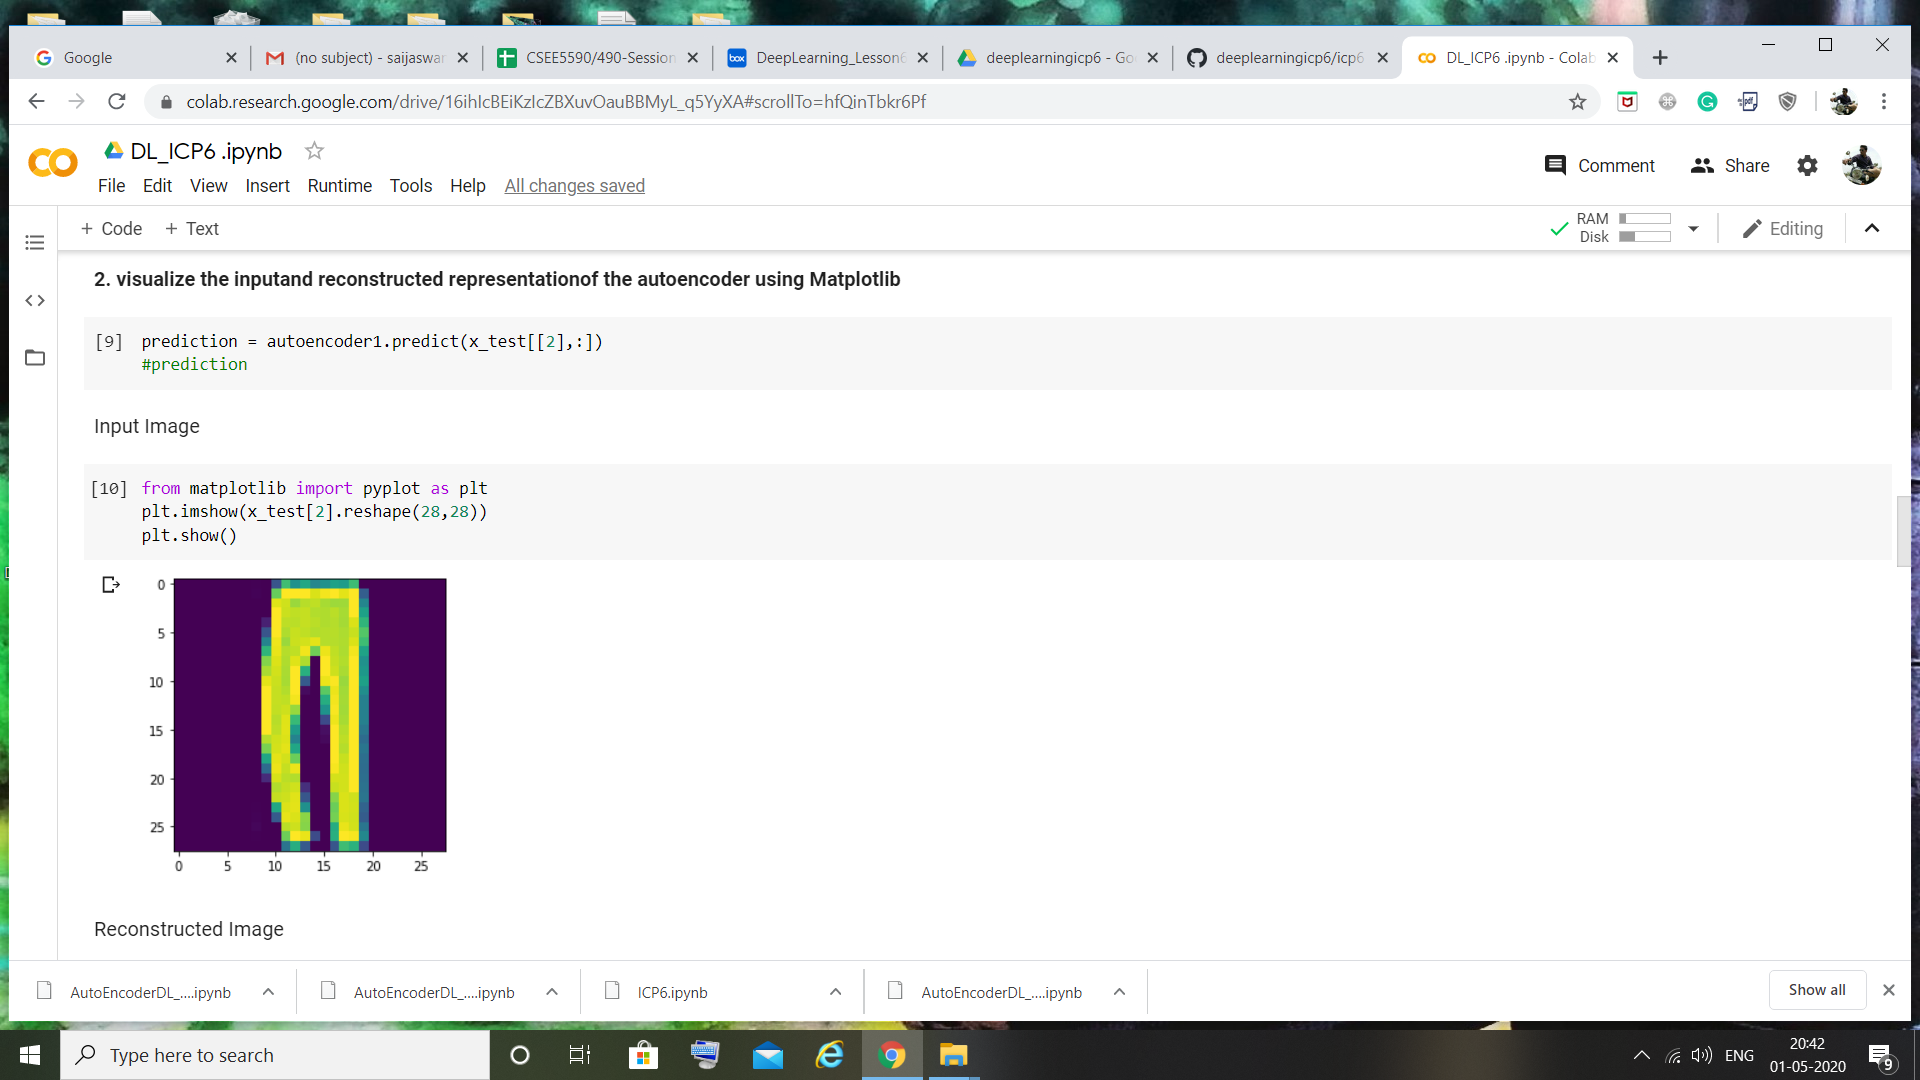 Google
(no subject) - saijaswar
CSEE5590/490-Session
box
DeepLearning_Lesson6
deeplearningicp6 - Goo
deeplearningicp6/icp6
DL_ICP6 .ipynb - Colab
colab.research.google.com/drive/16ihIcBEiKzIcZBXuvOauBBMyL_q5YyXA#scrollTo=hfQinTbkr6Pf
DL_ICP6 .ipynb
Comment
Share
File Edit View Insert Runtime Tools Help All changes saved
+ Code + Text
RAM
Disk
Editing
2. visualize the inputand reconstructed representationof the autoencoder using Matplotlib
[9] prediction = autoencoder1.predict(x_test[[2],:])
#prediction
Input Image
[10] from matplotlib import pyplot as plt
plt.imshow(x_test[2].reshape(28,28))
plt.show()
0
5
10
15
20
25
0 5 10 15 20 25
Reconstructed Image
AutoEncoderDL_....ipynb
AutoEncoderDL_....ipynb
ICP6.ipynb
AutoEncoderDL_....ipynb
Show all
Type here to search
ENG
20:42
01-05-2020
9